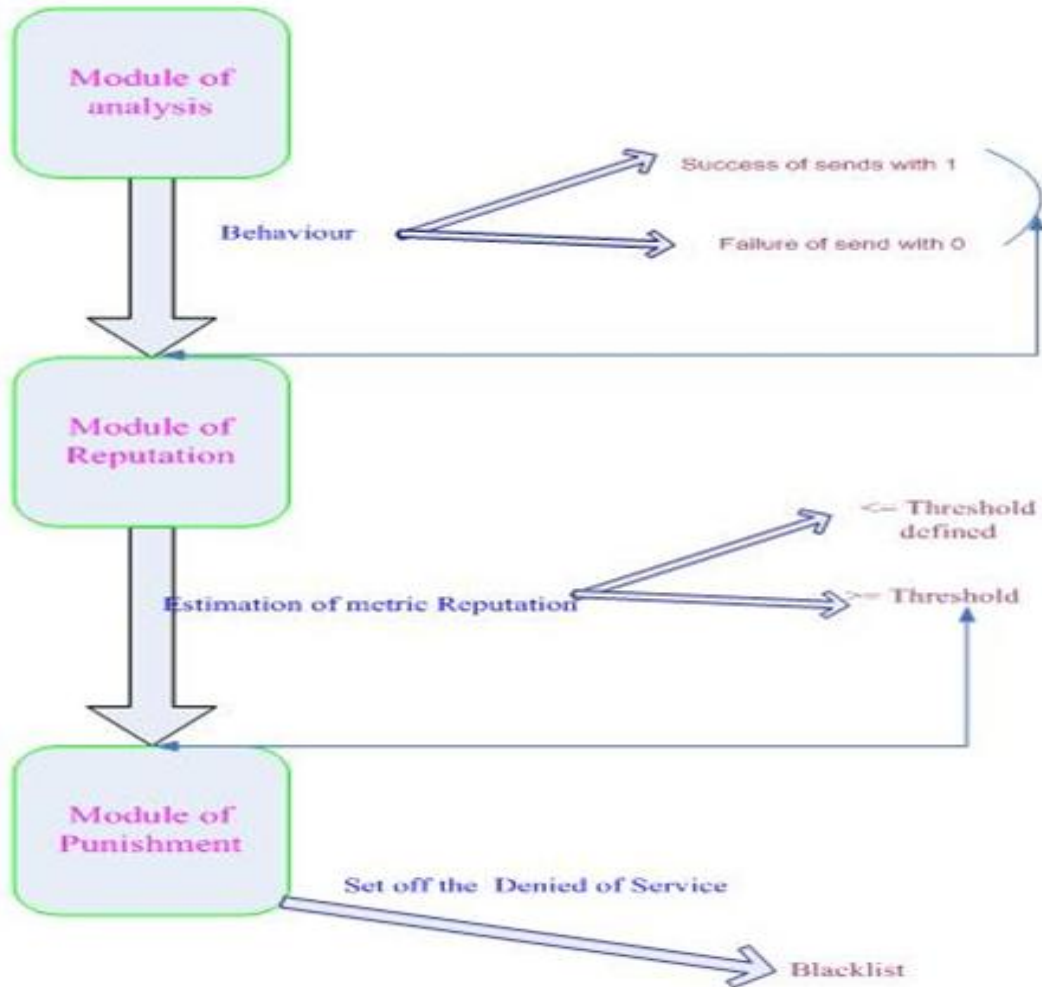 Module of
analysis
Success of sends with 1
Behaviour
Failure of send with 0
Module of
Reputation
<= Threshold
defined
Estimation of metric Reputation
>= Threshold
Module of
Punishment
Set off the Denied of Service
Blacklist